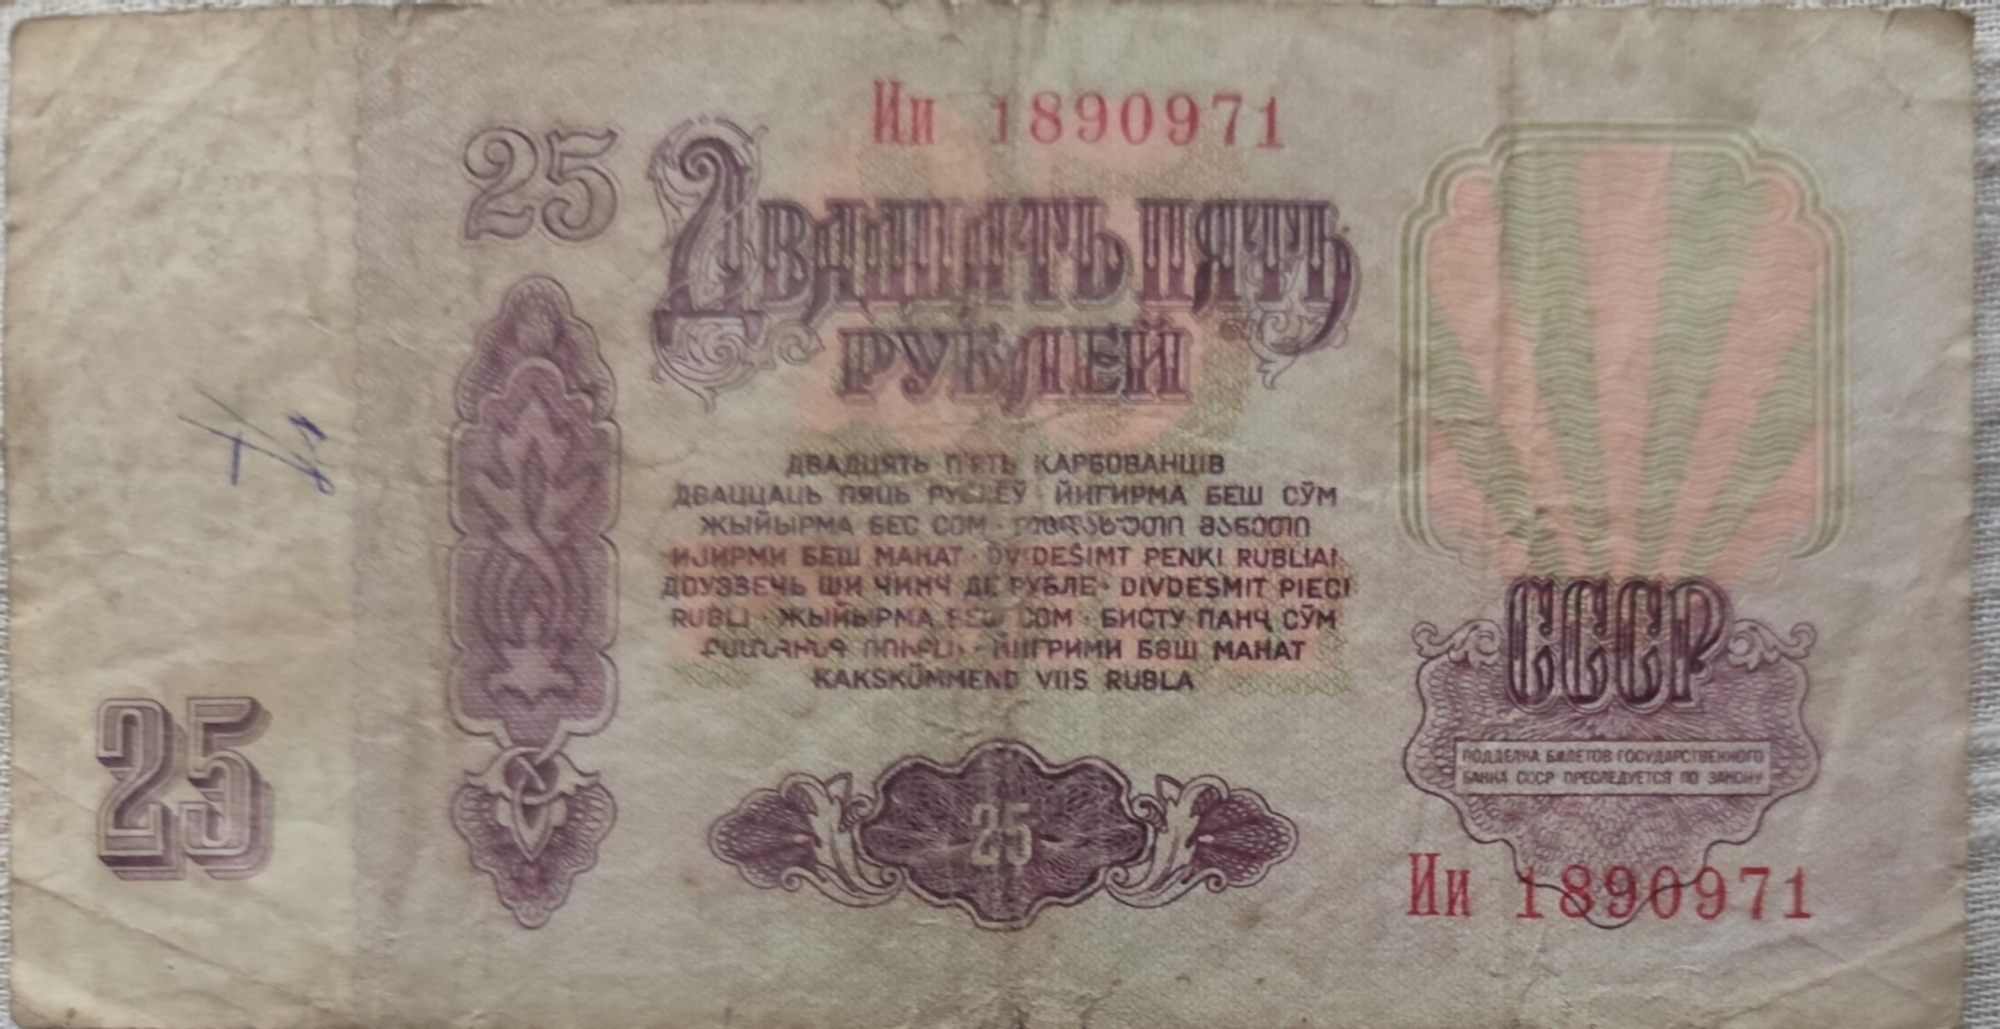 Ии 1890971
25
Двадцать пять
рублей
ДВАДЦЯТЬ П'ЯТЬ КАРБОВАНЦІВ
ДВАЦЦАЦЬ ПЯЦЬ РУБЛЕЎ · ЙИГИРМА БЕШ СЎМ
ЖЫЙЫРМА БЕС СОМ · ოცდახუთი მანეთი
ИЈИРМИ БЕШ МАНАТ · DVIDEŠIMT PENKI RUBLIAI
ДОУЭЗЕЧЬ ШИ ЧИНЧ ДЕ РУБЛЕ · DIVDESMIT PIECI
RUBĻI · ЖЫЙЫРМА БЕШ СОМ · БИСТУ ПАНҶ СӮМ
ՔՍԱՆՀԻՆԳ ՌՈՒԲԼԻ · ЙИГРИМИ БӘШ МАНАТ
KAKSKÜMMEND VIIS RUBLA
СССР
ПОДДЕЛКА БИЛЕТОВ ГОСУДАРСТВЕННОГО
БАНКА СССР ПРЕСЛЕДУЕТСЯ ПО ЗАКОНУ
25
25
Ии 1890971